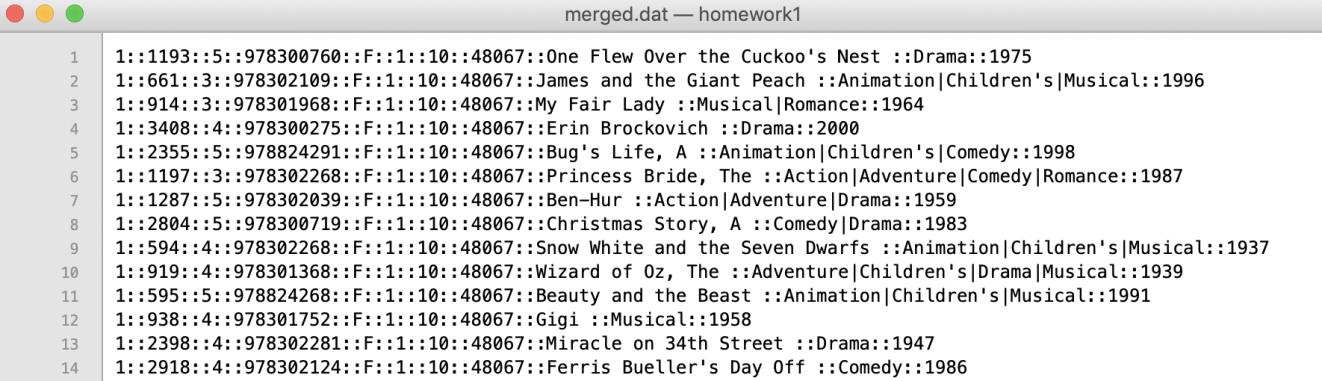 merged.dat — homework1
1 1::1193::5::978300760::F::1::10::48067::One Flew Over the Cuckoo's Nest ::Drama::1975
2 1::661::3::978302109::F::1::10::48067::James and the Giant Peach ::Animation|Children's|Musical::1996
3 1::914::3::978301968::F::1::10::48067::My Fair Lady ::Musical|Romance::1964
4 1::3408::4::978300275::F::1::10::48067::Erin Brockovich ::Drama::2000
5 1::2355::5::978824291::F::1::10::48067::Bug's Life, A ::Animation|Children's|Comedy::1998
6 1::1197::3::978302268::F::1::10::48067::Princess Bride, The ::Action|Adventure|Comedy|Romance::1987
7 1::1287::5::978302039::F::1::10::48067::Ben-Hur ::Action|Adventure|Drama::1959
8 1::2804::5::978300719::F::1::10::48067::Christmas Story, A ::Comedy|Drama::1983
9 1::594::4::978302268::F::1::10::48067::Snow White and the Seven Dwarfs ::Animation|Children's|Musical::1937
10 1::919::4::978301368::F::1::10::48067::Wizard of Oz, The ::Adventure|Children's|Drama|Musical::1939
11 1::595::5::978824268::F::1::10::48067::Beauty and the Beast ::Animation|Children's|Musical::1991
12 1::938::4::978301752::F::1::10::48067::Gigi ::Musical::1958
13 1::2398::4::978302281::F::1::10::48067::Miracle on 34th Street ::Drama::1947
14 1::2918::4::978302124::F::1::10::48067::Ferris Bueller's Day Off ::Comedy::1986